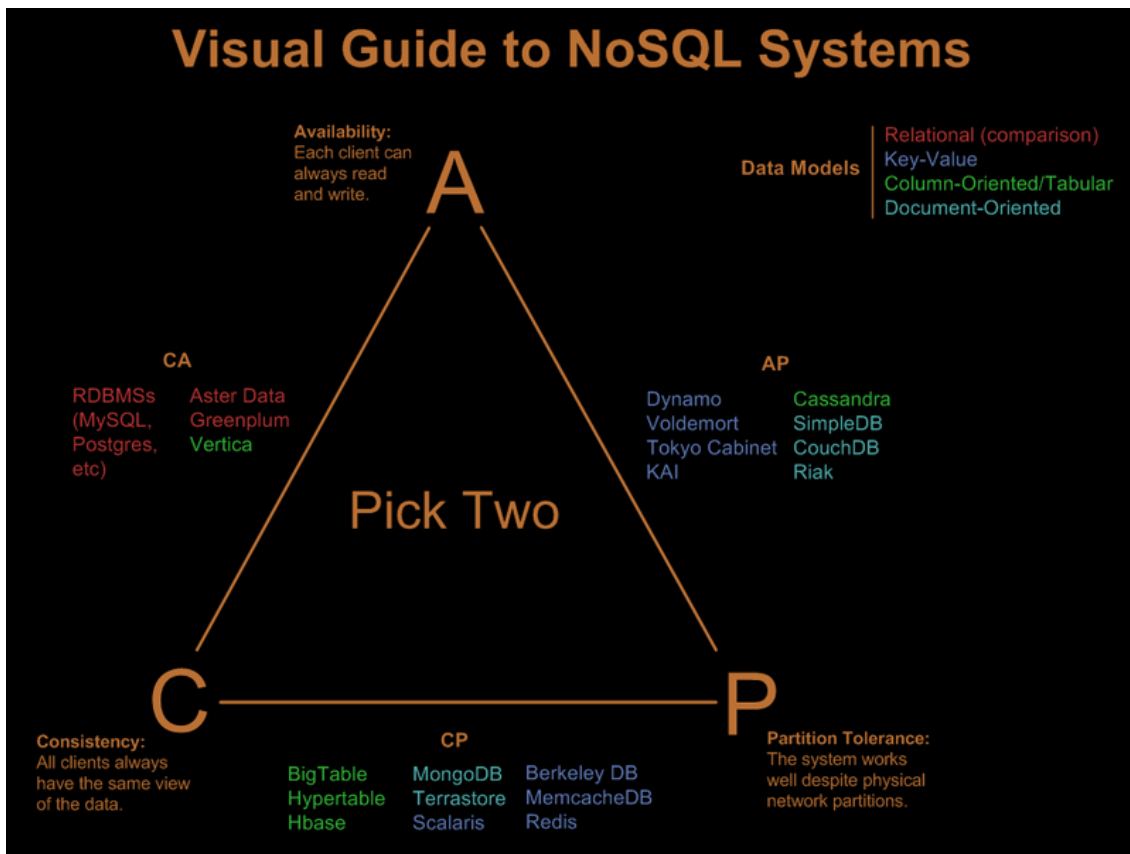 Visual Guide to NoSQL Systems
Availability:
Each client can
always read
and write.
A
Data Models
Relational (comparison)
Key-Value
Column-Oriented/Tabular
Document-Oriented
CA
RDBMSs
(MySQL,
Postgres,
etc)
Aster Data
Greenplum
Vertica
AP
Dynamo
Voldemort
Tokyo Cabinet
KAI
Cassandra
SimpleDB
CouchDB
Riak
Pick Two
C
P
Consistency:
All clients always
have the same view
of the data.
CP
BigTable
Hypertable
Hbase
MongoDB
Terrastore
Scalaris
Berkeley DB
MemcacheDB
Redis
Partition Tolerance:
The system works
well despite physical
network partitions.